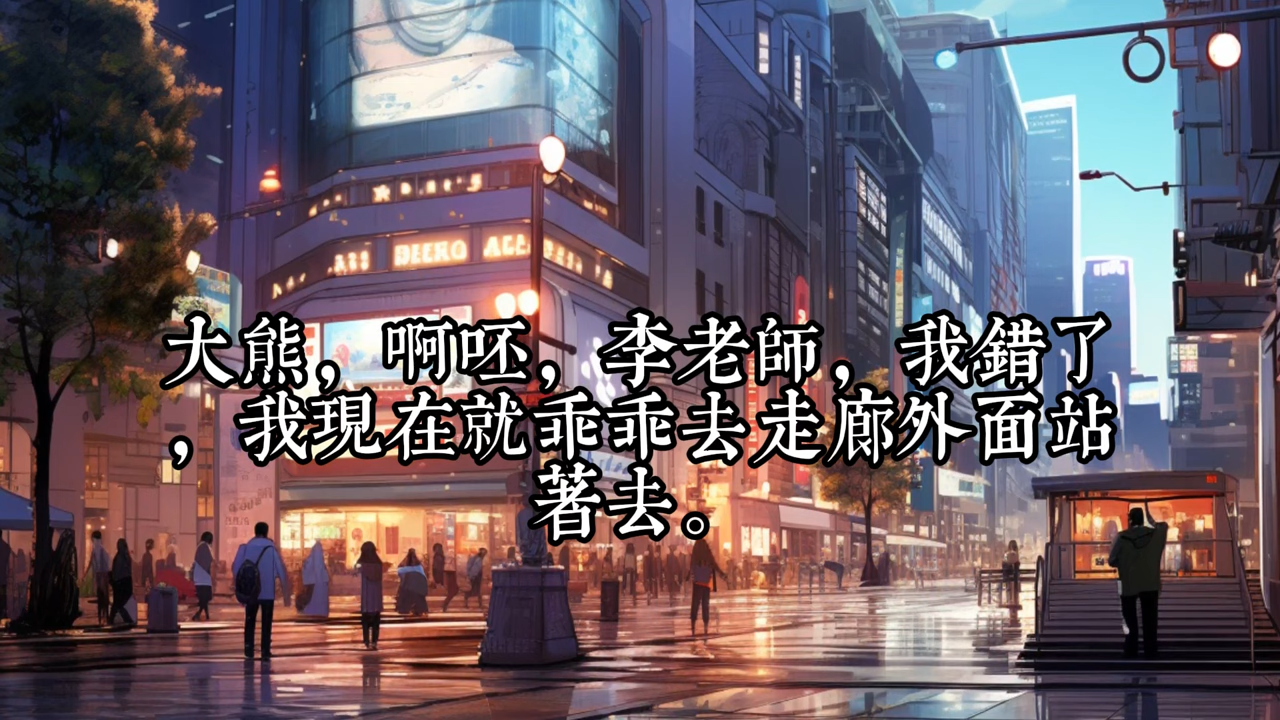 大熊，啊呸，李老師，我錯了
，我現在就乖乖去走廊外面站
著去。